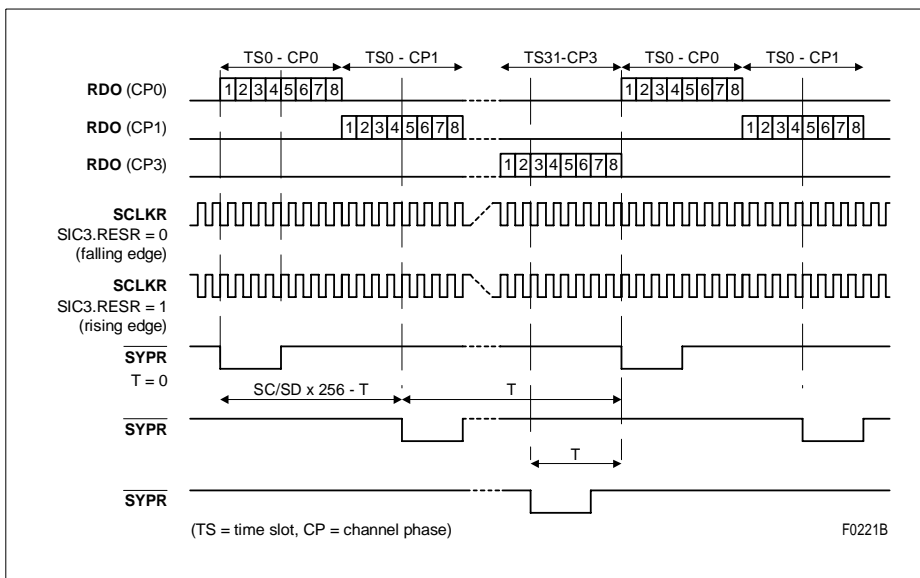 TS0 - CP0 TS0 - CP1 TS31-CP3 TS0 - CP0 TS0 - CP1
RDO (CP0) 1 2 3 4 5 6 7 8 1 2 3 4 5 6 7 8
RDO (CP1) 1 2 3 4 5 6 7 8 1 2 3 4 5 6 7 8
RDO (CP3) 1 2 3 4 5 6 7 8
SCLKR
SIC3.RESR = 0
(falling edge)
SCLKR
SIC3.RESR = 1
(rising edge)
SYPR
T = 0
SC/SD x 256 - T T
SYPR
T
SYPR
(TS = time slot, CP = channel phase) F0221B